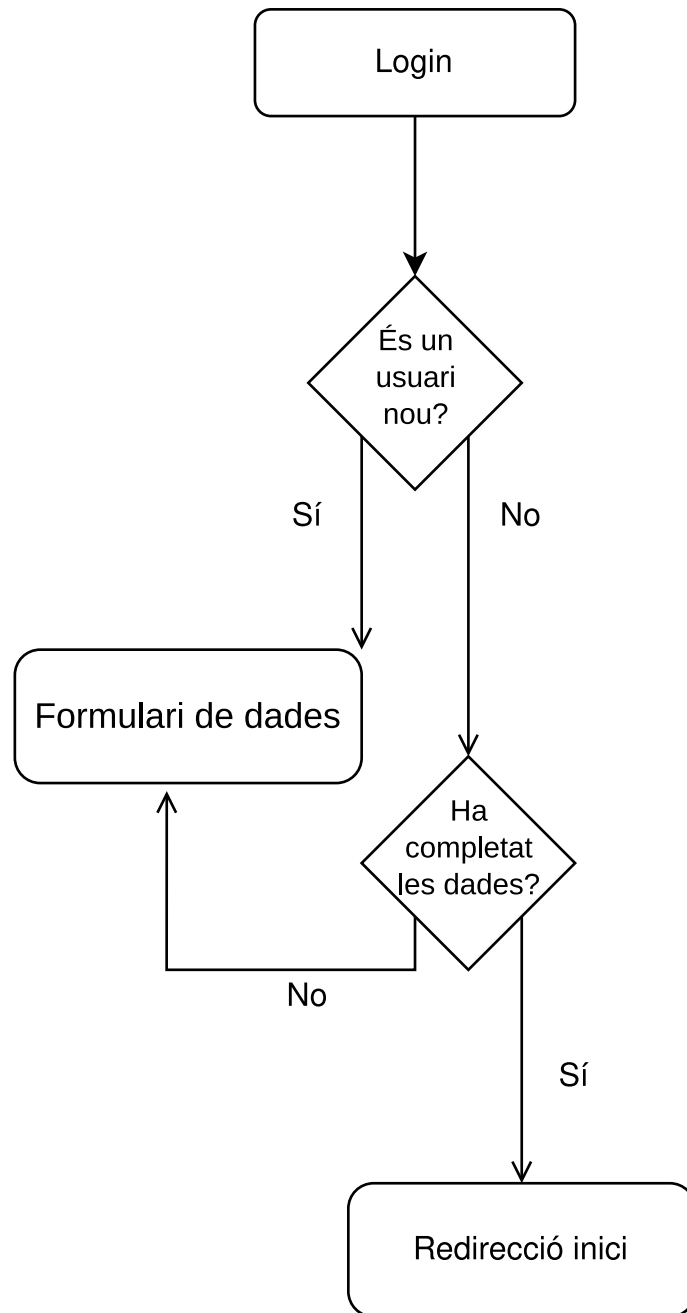 Login
És un
usuari
nou?
Sí
No
Formulari de dades
Ha
completat
les dades?
No
Sí
Redirecció inici